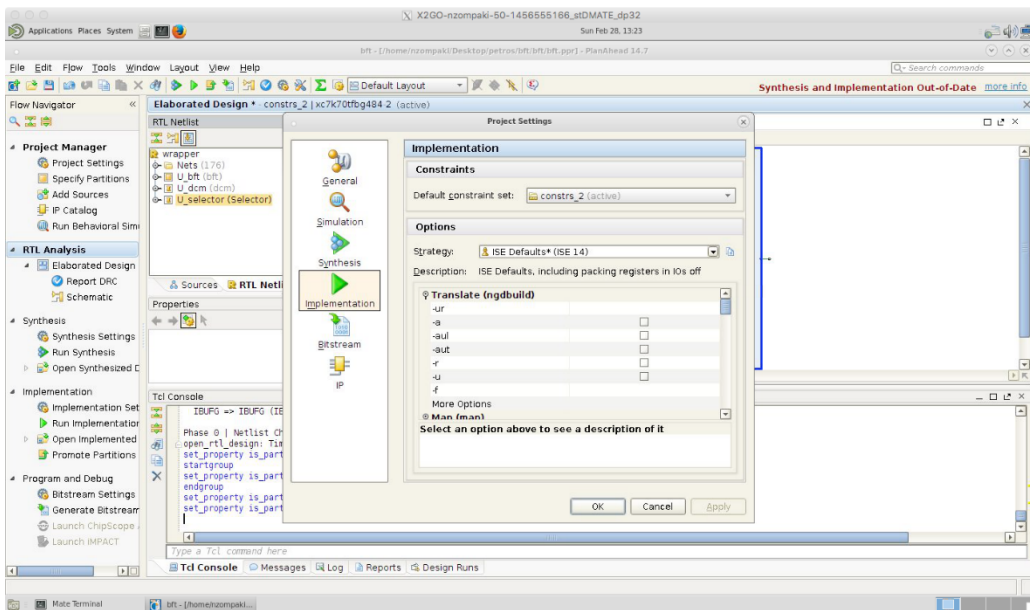 X2GO-nzompaki-50-1456555166_stDMATE_dp32
Applications Places System
Sun Feb 28, 13:23
bft - [/home/nzompaki/Desktop/petros/bft/bft/bft.ppr] - PlanAhead 14.7
File Edit Flow Tools Window Layout View Help
Search commands
Default Layout
Synthesis and Implementation Out-of-Date more info
Flow Navigator
Elaborated Design * - constrs_2 | xc7k70tfbg484-2 (active)
Project Manager
Project Settings
Specify Partitions
Add Sources
IP Catalog
Run Behavioral Sim
RTL Analysis
Elaborated Design
Report DRC
Schematic
Synthesis
Synthesis Settings
Run Synthesis
Open Synthesized D
Implementation
Implementation Set
Run Implementation
Open Implemented
Promote Partitions
Program and Debug
Bitstream Settings
Generate Bitstream
Launch ChipScope
Launch iMPACT
RTL Netlist
wrapper
Nets (176)
U_bft (bft)
U_dcm (dcm)
U_selector (Selector)
Sources RTL Netli
Properties
Tcl Console
IBUFG => IBUFG (IB
Phase 0 | Netlist Ch
open_rtl_design: Tim
set_property is_part
startgroup
set_property is_part
endgroup
set_property is_part
set_property is_part
Type a Tcl command here
Tcl Console Messages Log Reports Design Runs
Project Settings
General
Simulation
Synthesis
Implementation
Bitstream
IP
Implementation
Constraints
Default constraint set: constrs_2 (active)
Options
Strategy: ISE Defaults* (ISE 14)
Description: ISE Defaults, including packing registers in IOs off
Translate (ngdbuild)
-ur
-a
-aul
-aut
-r
-u
-f
More Options
Map (map)
Select an option above to see a description of it
OK Cancel Apply
Mate Terminal
bft - [/home/nzompaki...